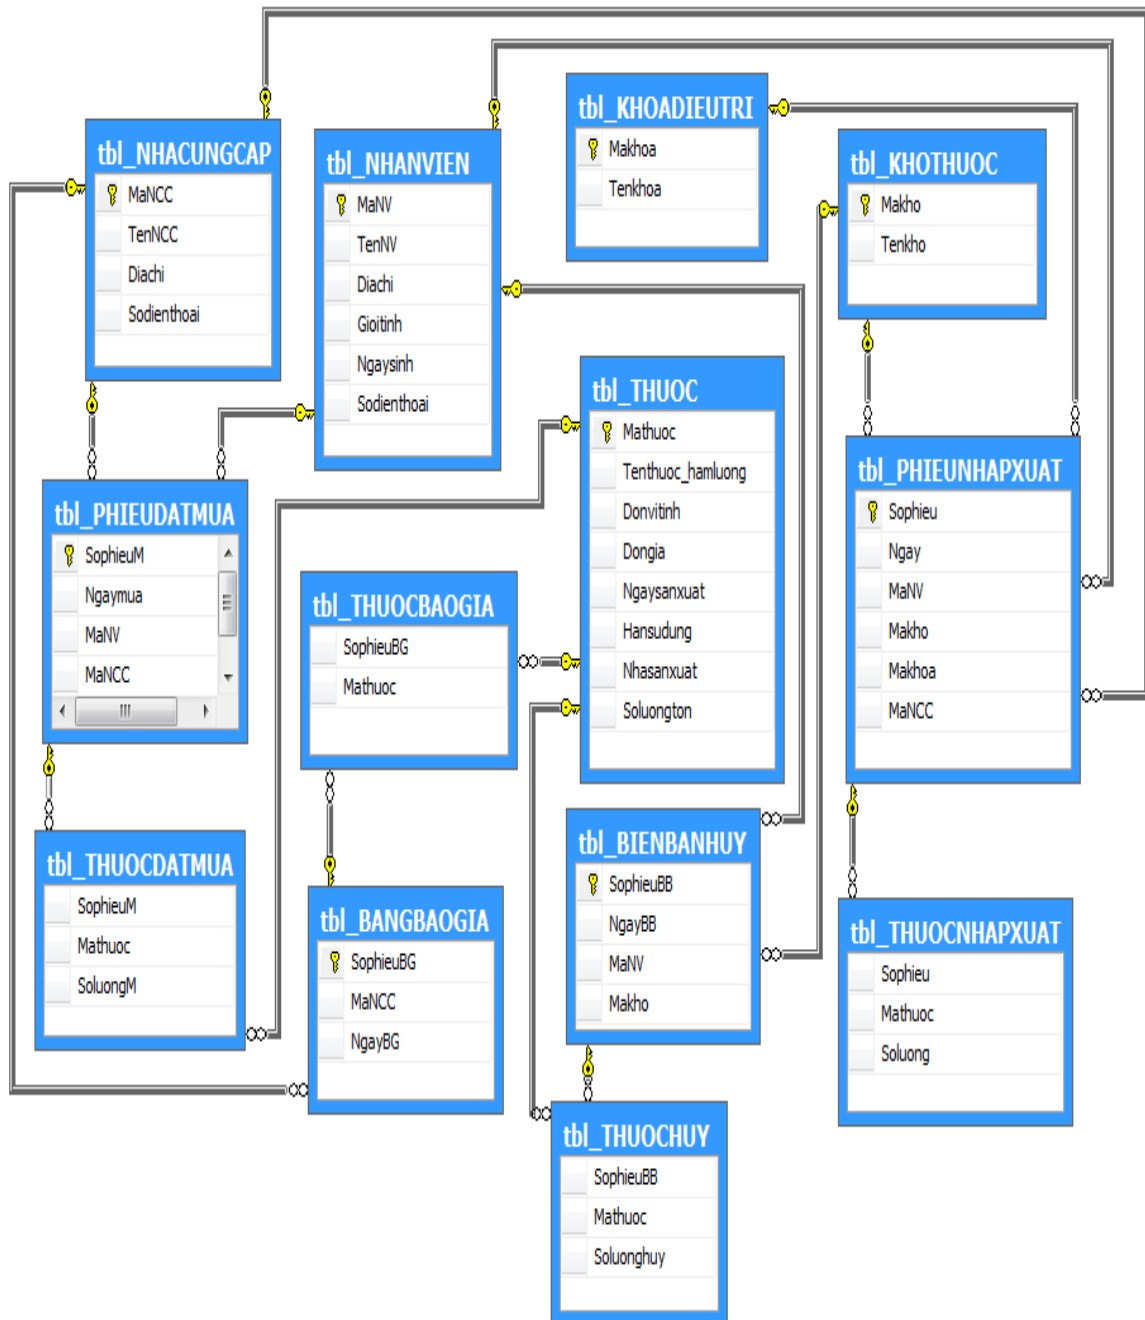 tbl_NHACUNGCAP
MaNCC
TenNCC
Diachi
Sodienthoai
tbl_NHANVIEN
MaNV
TenNV
Diachi
Gioitinh
Ngaysinh
Sodienthoai
tbl_KHOADIEUTRI
Makhoa
Tenkhoa
tbl_KHOTHUOC
Makho
Tenkho
tbl_THUOC
Mathuoc
Tenthuoc_hamluong
Donvitinh
Dongia
Ngaysanxuat
Hansudung
Nhasanxuat
Soluongton
tbl_PHIEUNHAPXUAT
Sophieu
Ngay
MaNV
Makho
Makhoa
MaNCC
tbl_PHIEUDATMUA
SophieuM
Ngaymua
MaNV
MaNCC
tbl_THUOCBAOGIA
SophieuBG
Mathuoc
tbl_THUOCDATMUA
SophieuM
Mathuoc
SoluongM
tbl_BANGBAOGIA
SophieuBG
MaNCC
NgayBG
tbl_BIENBANHUY
SophieuBB
NgayBB
MaNV
Makho
tbl_THUOCNHAPXUAT
Sophieu
Mathuoc
Soluong
tbl_THUOCHUY
SophieuBB
Mathuoc
Soluonghuy